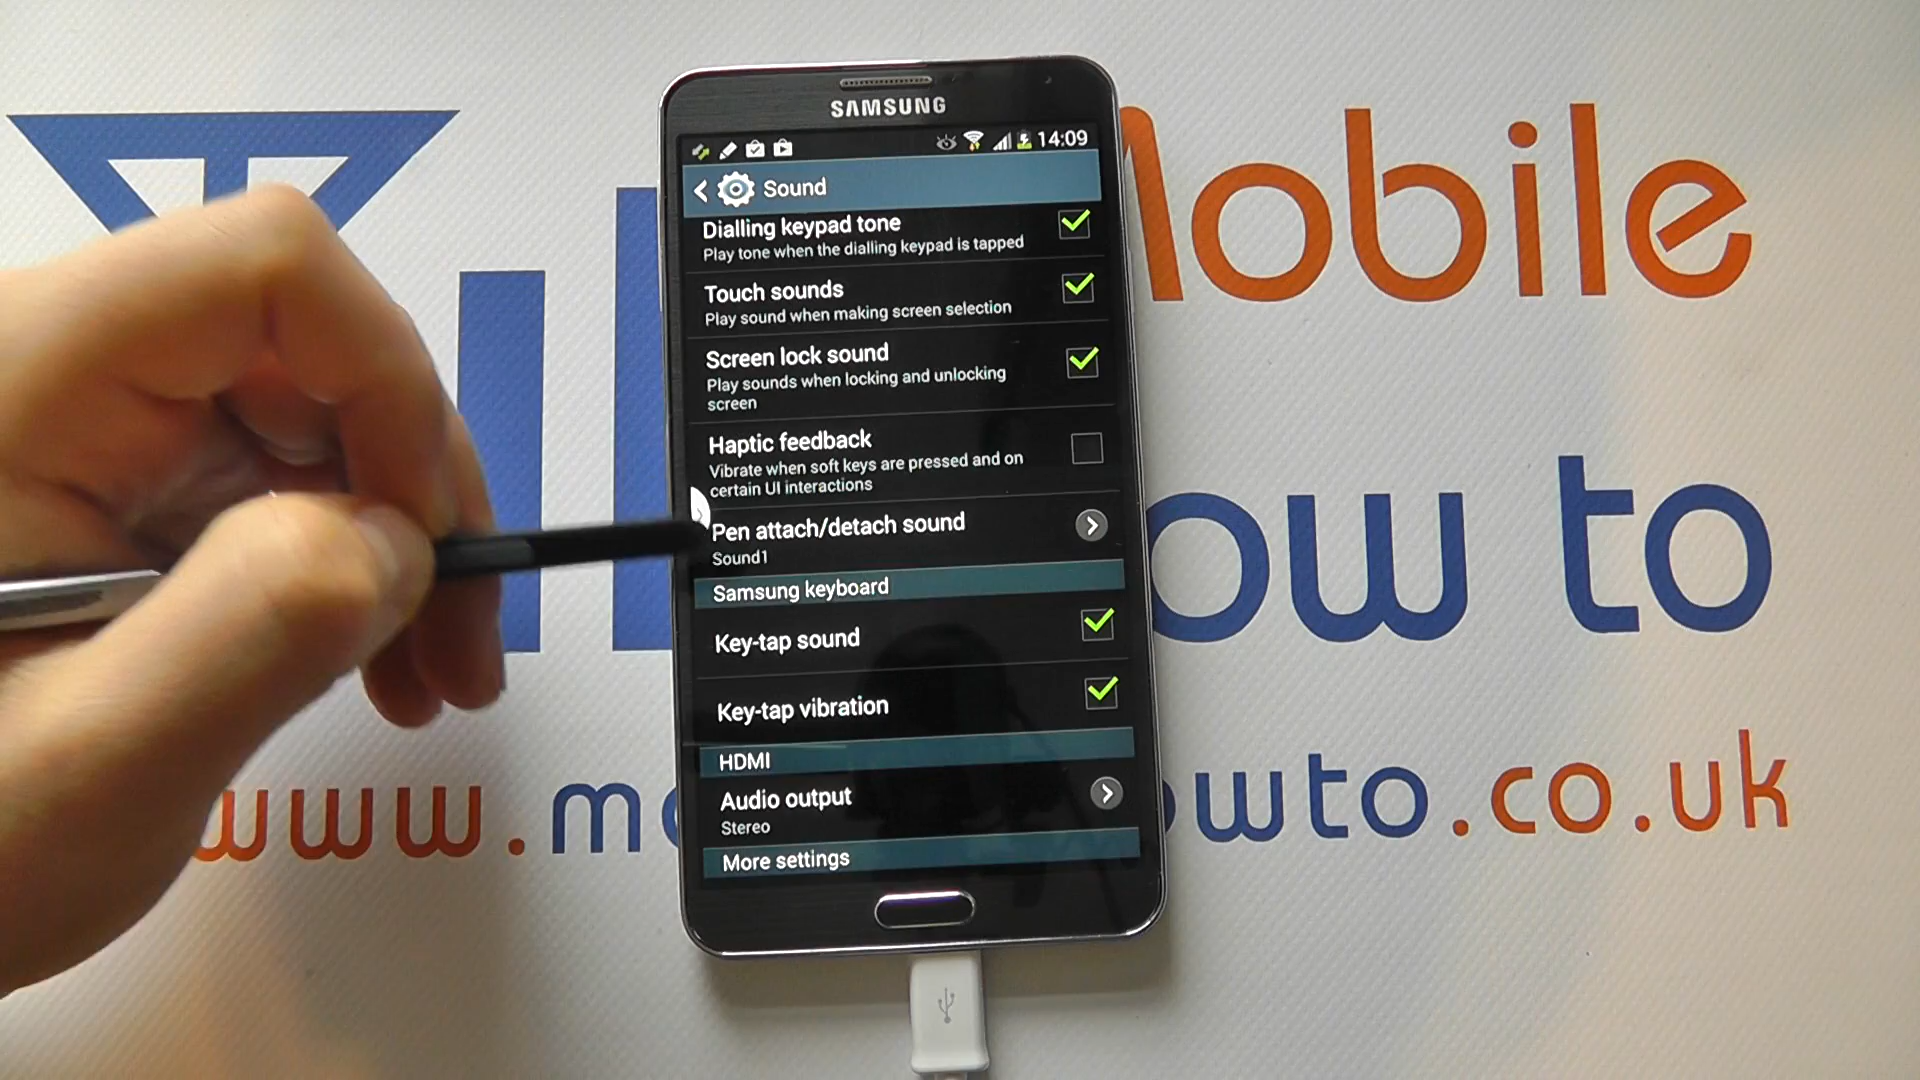 SAMSUNG
14:09
Sound
Dialling keypad tone
Play tone when the dialling keypad is tapped
Touch sounds
Play sound when making screen selection
Screen lock sound
Play sounds when locking and unlocking
screen
Haptic feedback
Vibrate when soft keys are pressed and on
certain UI interactions
Pen attach/detach sound
Sound1
Samsung keyboard
Key-tap sound
Key-tap vibration
HDMI
Audio output
Stereo
More settings
Mobile
ow to
www.m
owto.co.uk